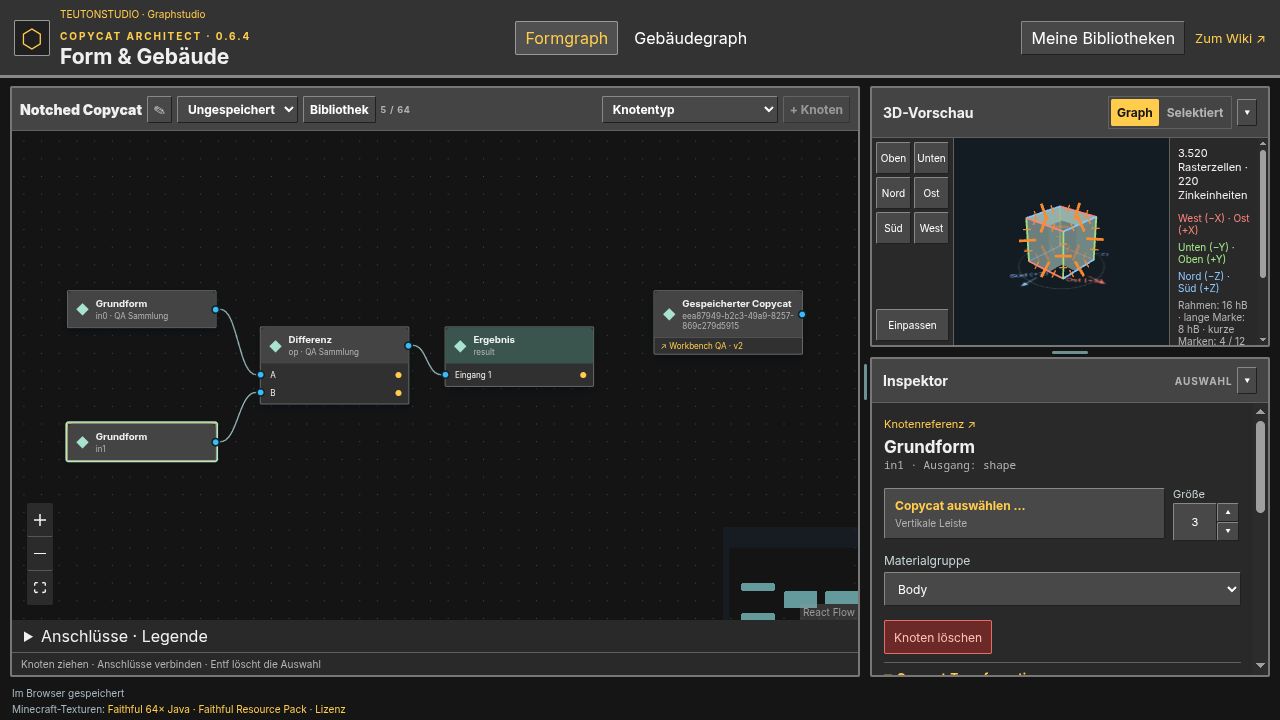 TEUTONSTUDIO · Graphstudio
COPYCAT ARCHITECT · 0.6.4
Form & Gebäude
Formgraph
Gebäudegraph
Meine Bibliotheken
Zum Wiki ↗
Notched Copycat
✎
Ungespeichert
Bibliothek
5 / 64
Knotentyp
+ Knoten
Grundform
in0 · QA Sammlung
Differenz
op · QA Sammlung
A
B
Ergebnis
result
Eingang 1
Gespeicherter Copycat
eea87949-b2c3-49a9-8257-
869c279d5915
↗ Workbench QA · v2
Grundform
in1
React Flow
▶ Anschlüsse · Legende
Knoten ziehen · Anschlüsse verbinden · Entf löscht die Auswahl
3D-Vorschau
Graph
Selektiert
Oben
Unten
Nord
Ost
Süd
West
Einpassen
3.520
Rasterzellen ·
220
Zinkeinheiten
West (−X) · Ost
(+X)
Unten (−Y) ·
Oben (+Y)
Nord (−Z) ·
Süd (+Z)
Rahmen: 16 hB
· lange Marke:
8 hB · kurze
Marken: 4 / 12
Inspektor
AUSWAHL
Knotenreferenz ↗
Grundform
in1 · Ausgang: shape
Copycat auswählen …
Vertikale Leiste
Größe
3
Materialgruppe
Body
Knoten löschen
Im Browser gespeichert
Minecraft-Texturen: Faithful 64× Java · Faithful Resource Pack · Lizenz